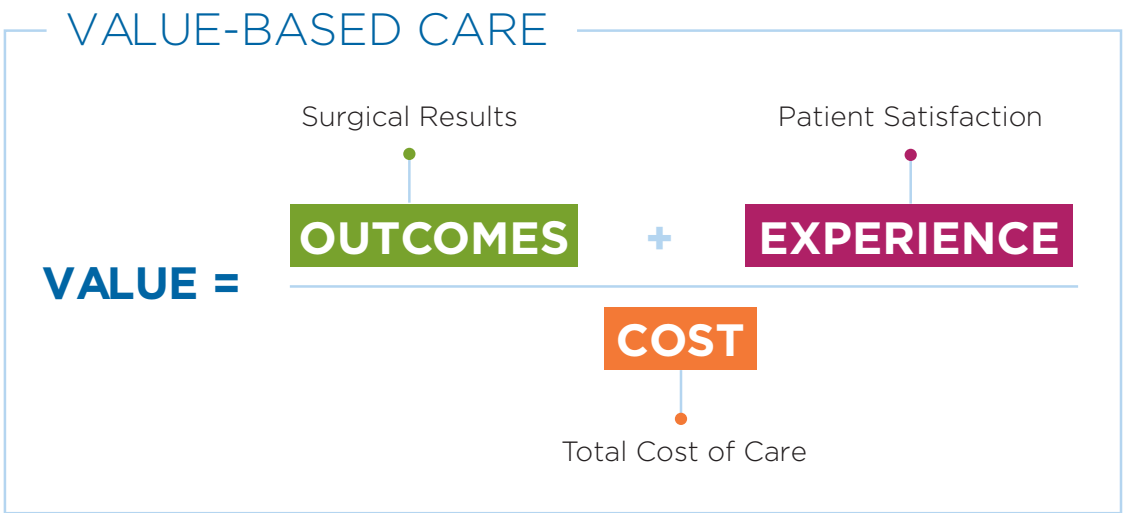 VALUE-BASED CARE
Surgical Results
Patient Satisfaction
OUTCOMES + EXPERIENCE
VALUE =
COST
Total Cost of Care